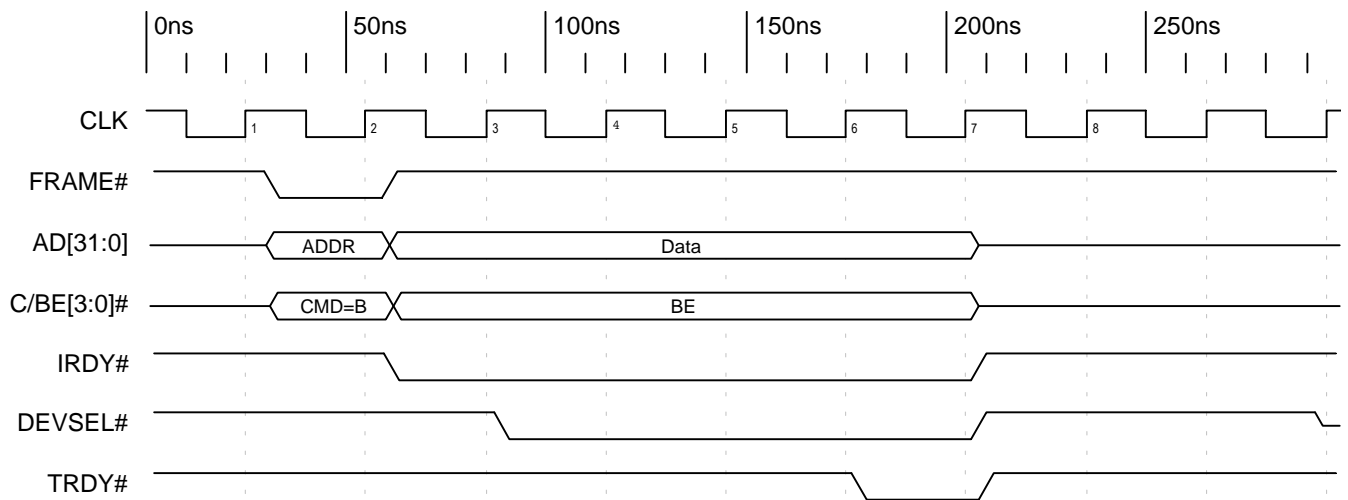 0ns 50ns 100ns 150ns 200ns 250ns
CLK 1 2 3 4 5 6 7 8
FRAME#
AD[31:0] ADDR Data
C/BE[3:0]# CMD=B BE
IRDY#
DEVSEL#
TRDY#